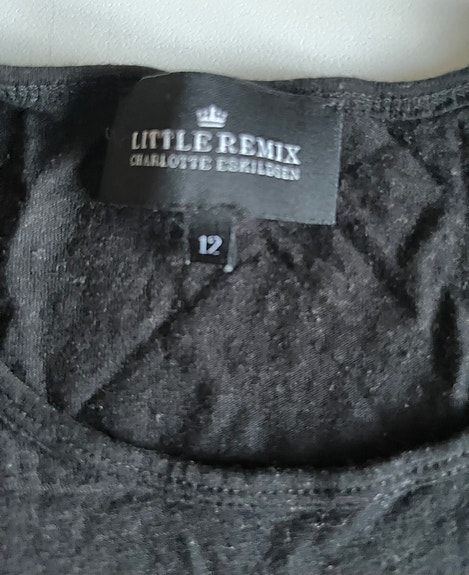 LITTLE REMIX
CHARLOTTE ESKILDSEN
12